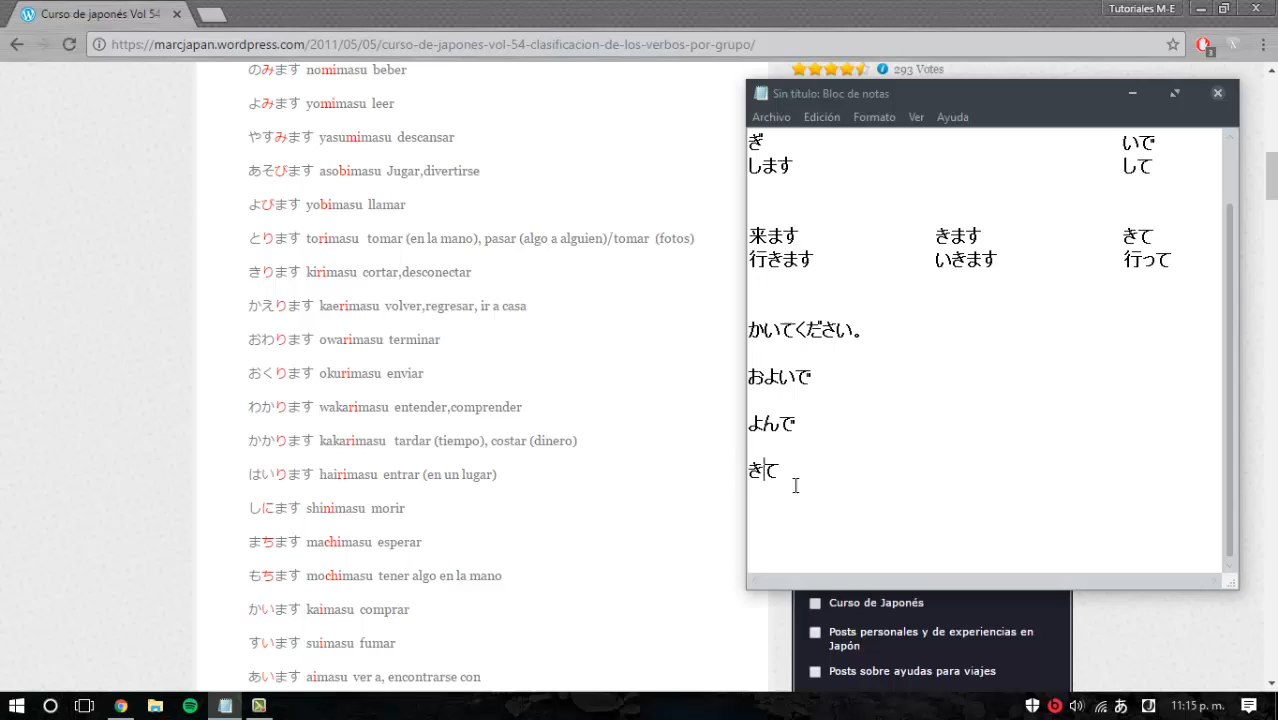 Curso de japonés Vol 54
Tutoriales M-E
https://marcjapan.wordpress.com/2011/05/05/curso-de-japones-vol-54-clasificacion-de-los-verbos-por-grupo/
1
のみます nomimasu beber
よみます yomimasu leer
やすみます yasumimasu descansar
あそびます asobimasu Jugar,divertirse
よびます yobimasu llamar
とります torimasu tomar (en la mano), pasar (algo a alguien)/tomar (fotos)
きります kirimasu cortar,desconectar
かえります kaerimasu volver,regresar, ir a casa
おわります owarimasu terminar
おくります okurimasu enviar
わかります wakarimasu entender,comprender
かかります kakarimasu tardar (tiempo), costar (dinero)
はいります hairimasu entrar (en un lugar)
しにます shinimasu morir
まちます machimasu esperar
もちます mochimasu tener algo en la mano
かいます kaimasu comprar
すいます suimasu fumar
あいます aimasu ver a, encontrarse con
293 Votes
Sin título: Bloc de notas
Archivo Edición Formato Ver Ayuda
ぎ いで
します して
来ます きます きて
行きます いきます 行って
かいてください。
およいで
よんで
きて
Curso de Japonés
Posts personales y de experiencias en
Japón
Posts sobre ayudas para viajes
あ 11:15 p. m.